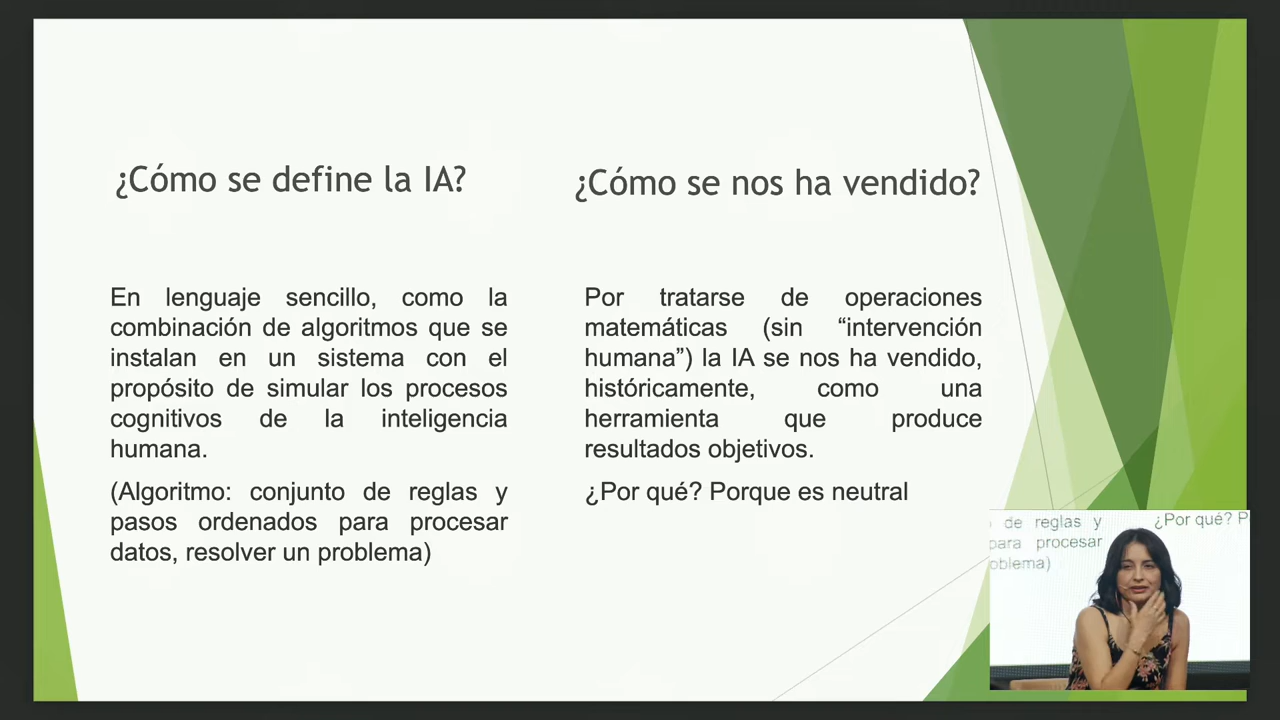 ¿Cómo se define la IA?
En lenguaje sencillo, como la
combinación de algoritmos que se
instalan en un sistema con el
propósito de simular los procesos
cognitivos de la inteligencia
humana.
(Algoritmo: conjunto de reglas y
pasos ordenados para procesar
datos, resolver un problema)
¿Cómo se nos ha vendido?
Por tratarse de operaciones
matemáticas (sin “intervención
humana”) la IA se nos ha vendido,
históricamente, como una
herramienta que produce
resultados objetivos.
¿Por qué? Porque es neutral
de reglas y
para procesar
oblema)
¿Por qué? P